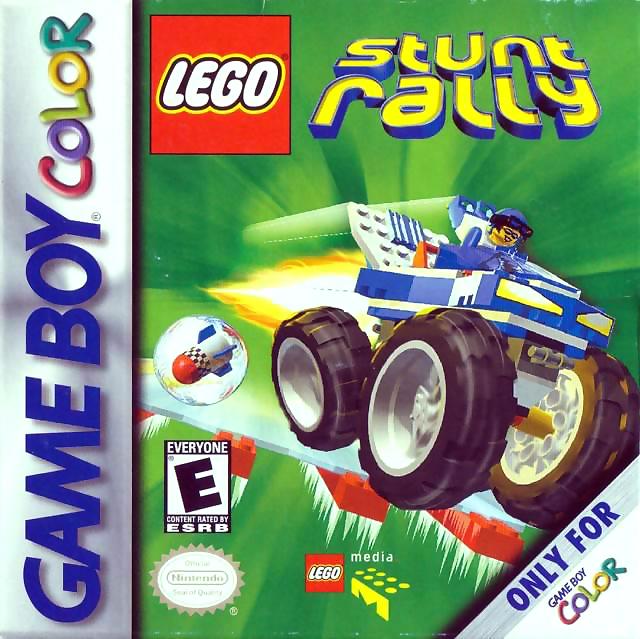 GAME BOY COLOR
LEGO
stunt
rally
EVERYONE
E
CONTENT RATED BY
ESRB
Official
Nintendo
Seal of Quality
LEGO media
ONLY FOR
GAME BOY
COLOR